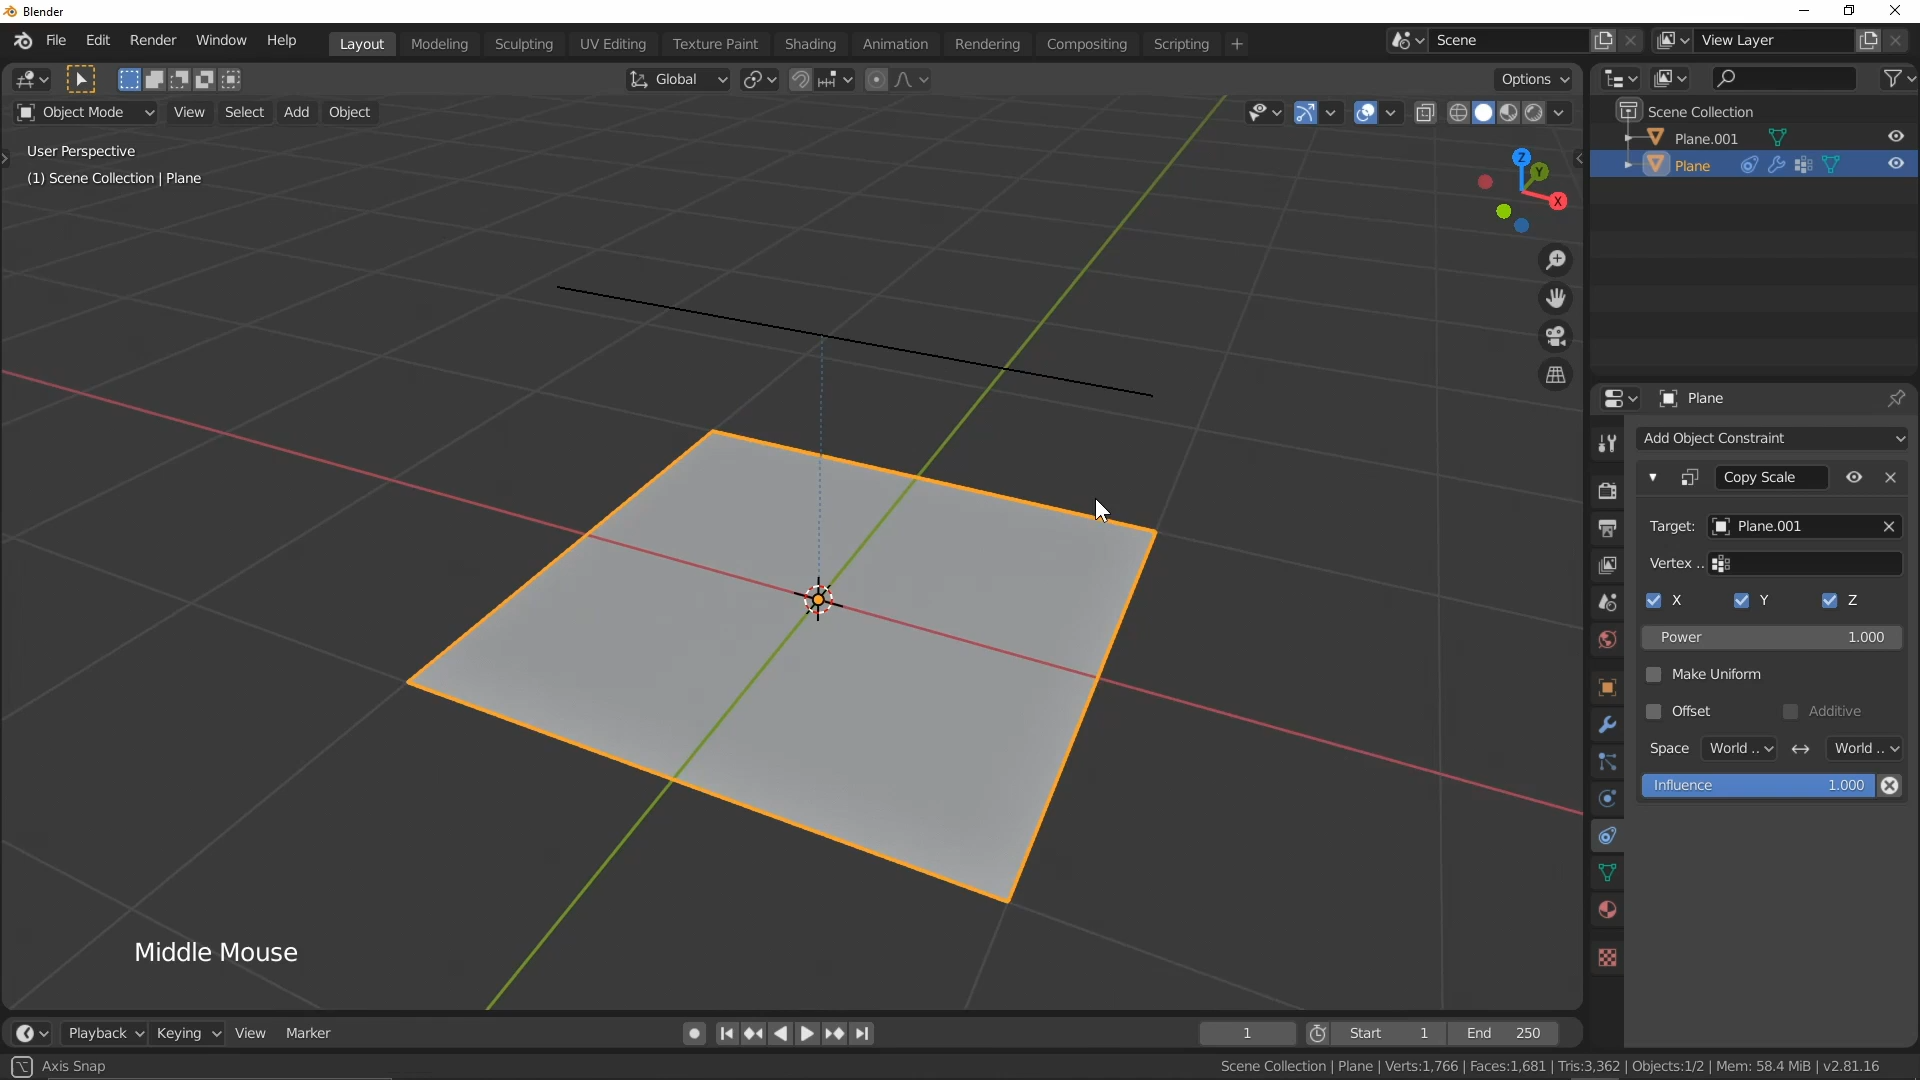 Blender
File Edit Render Window Help
Layout Modeling Sculpting UV Editing Texture Paint Shading Animation Rendering Compositing Scripting +
Scene
View Layer
Global
Options
Object Mode View Select Add Object
User Perspective
(1) Scene Collection | Plane
Z
Y
X
Scene Collection
Plane.001
Plane
Plane
Add Object Constraint
Copy Scale
Target: Plane.001
Vertex ..
X Y Z
Power 1.000
Make Uniform
Offset Additive
Space World .. World ..
Influence 1.000
Middle Mouse
Playback Keying View Marker
1
Start 1
End 250
Axis Snap
Scene Collection | Plane | Verts:1,766 | Faces:1,681 | Tris:3,362 | Objects:1/2 | Mem: 58.4 MiB | v2.81.16